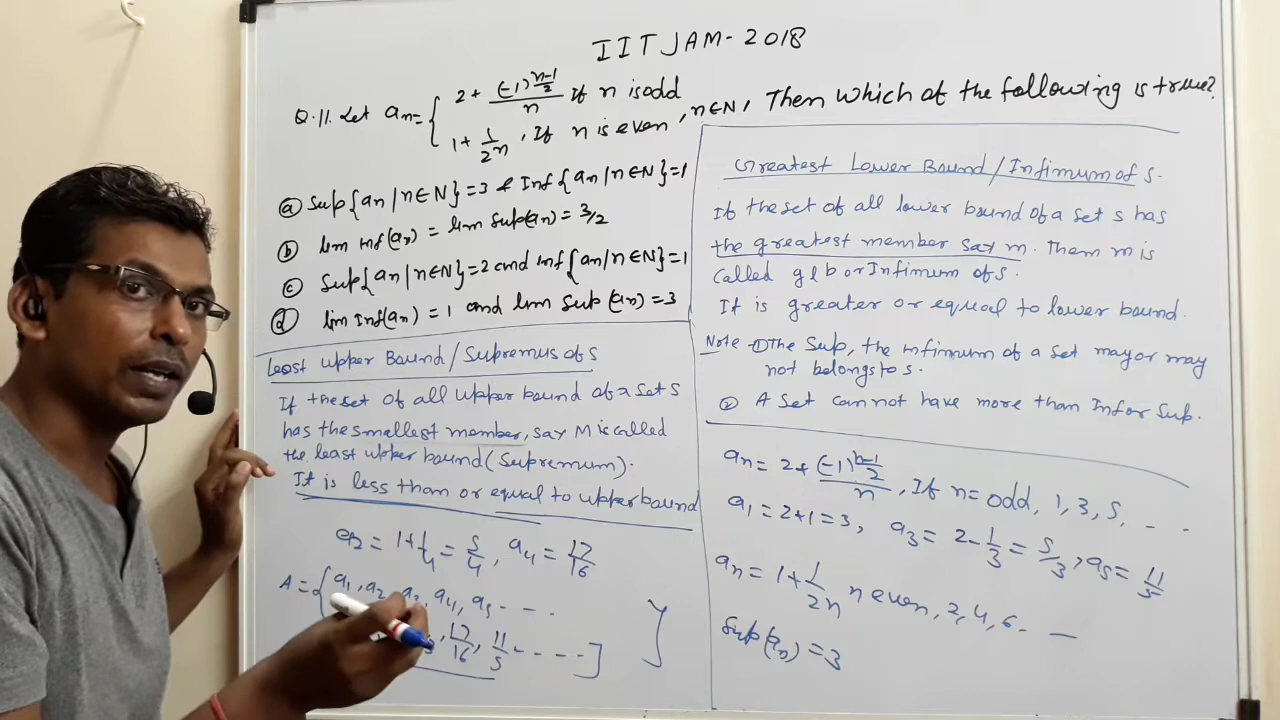 IIT JAM-2018
Q.11. Let an= { 2 + (-1)^(n-1)/2 / n If n is odd
1 + 1/2^n , If n is even , n∈N, Then which of the following is true?
(a) Sup{an | n∈N}=3 & Inf{an | n∈N}=1
(b) lim inf(an) = lim Sup(an) = 3/2
(c) Sup{an | n∈N}=2 and inf{an | n∈N}=1
(d) lim Inf(an) = 1 and lim sup (an) = 3
Least upper Bound / Supremus of S
If the set of all upper bound of a set S
has the smallest member, say M is called
the least upper bound (Supremum).
It is less than or equal to upper bound
a2 = 1+1/4 = 5/4, a4 = 17/16
A = { a1, a2, a3, a4, a5 - - -
, 17/16, 11/5 - - - - - ]
Greatest Lower Bound / Infimum of S.
If the set of all lower bound of a set S has
the greatest member say m. Them m is
called glb or Infimum of S.
It is greater or equal to lower bound.
Note - ① The Sup, the infimum of a set may or may
not belongs to S.
② A Set cannot have more than Inf or Sup.
an = 2 + (-1)^(n-1)/2 / n , If n = odd, 1, 3, 5, - - -
a1 = 2+1 = 3, a3 = 2 - 1/3 = 5/3, a5 = 11/5
an = 1 + 1/2n n even, 2, 4, 6. -
Sup(an) = 3